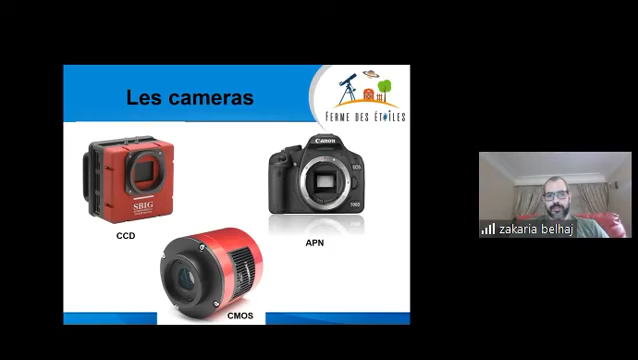 Les cameras
FERME DES ÉTOILES
SBIG
CCD
Canon
EOS
APN
CMOS
zakaria belhaj